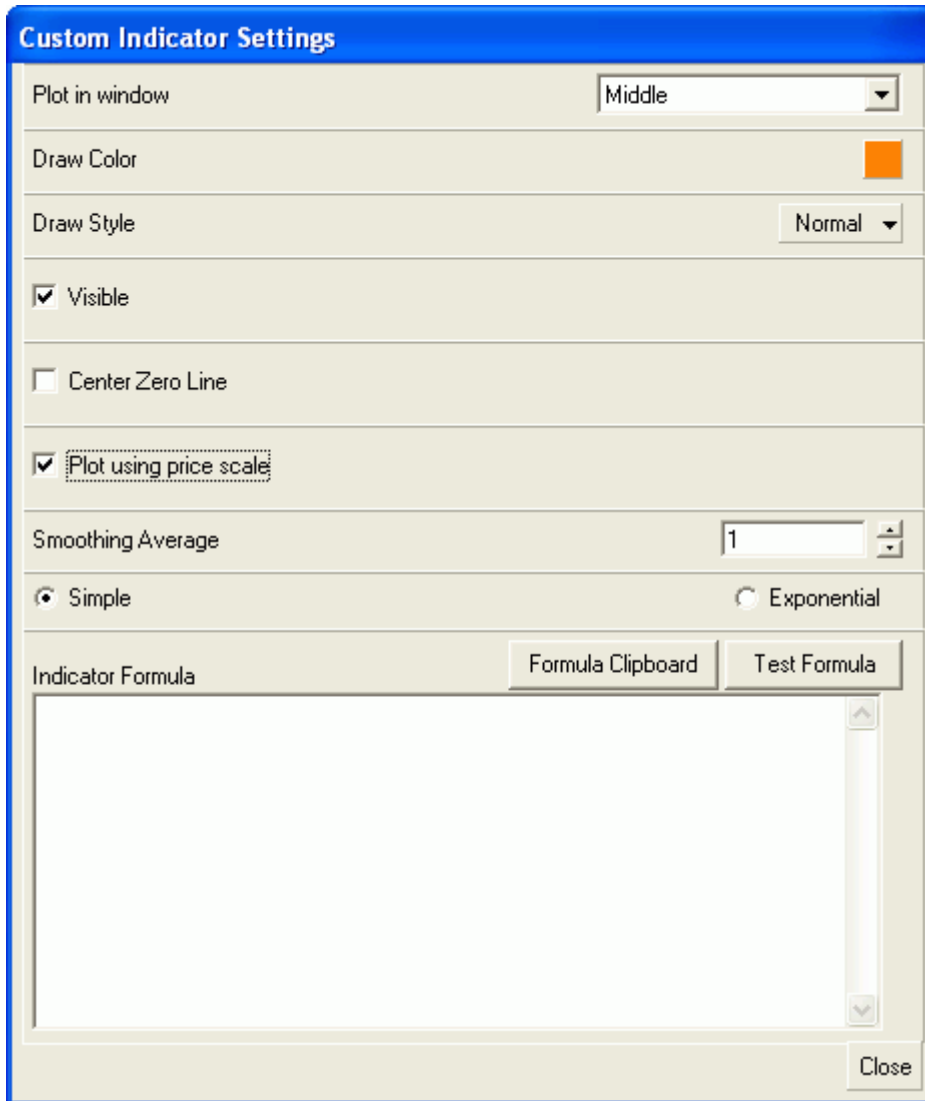 Custom Indicator Settings
Plot in window Middle
Draw Color
Draw Style Normal
Visible
Center Zero Line
Plot using price scale
Smoothing Average 1
Simple Exponential
Indicator Formula Formula Clipboard Test Formula
Close